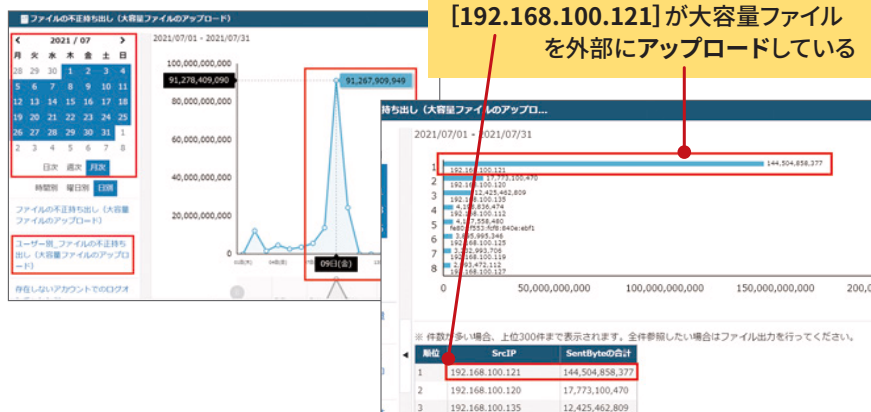 ファイルの不正持ち出し（大容量ファイルのアップロード）
[192.168.100.121]が大容量ファイル
を外部にアップロードしている
< 2021 / 07 >
月 火 水 木 金 土 日
28 29 30 1 2 3 4
5 6 7 8 9 10 11
12 13 14 15 16 17 18
19 20 21 22 23 24 25
26 27 28 29 30 31 1
2 3 4 5 6 7 8
日次 週次 月次
時間別 曜日別 日別
ファイルの不正持ち出し（大容量
ファイルのアップロード）
ユーザー別_ファイルの不正持ち
出し（大容量ファイルのアップロ
ード）
存在しないアカウントでのログオ
2021/07/01 - 2021/07/31
100,000,000,000
91,278,409,090
91,267,909,949
80,000,000,000
60,000,000,000
40,000,000,000
20,000,000,000
0
09日(金)
持ち出し（大容量ファイルのアップロ...
2021/07/01 - 2021/07/31
1 144,504,858,377
192.168.100.121
2 17,773,100,470
192.168.100.120
3 12,425,462,809
192.168.100.135
4
192.168.100.112
5
6
192.168.100.125
7
192.168.100.119
8
192.168.100.127
0 50,000,000,000 100,000,000,000 150,000,000,000
※ 件数が多い場合、上位300件まで表示されます。全件参照したい場合はファイル出力を行ってください。
順位 SrcIP SentByteの合計
1 192.168.100.121 144,504,858,377
2 192.168.100.120 17,773,100,470
3 192.168.100.135 12,425,462,809